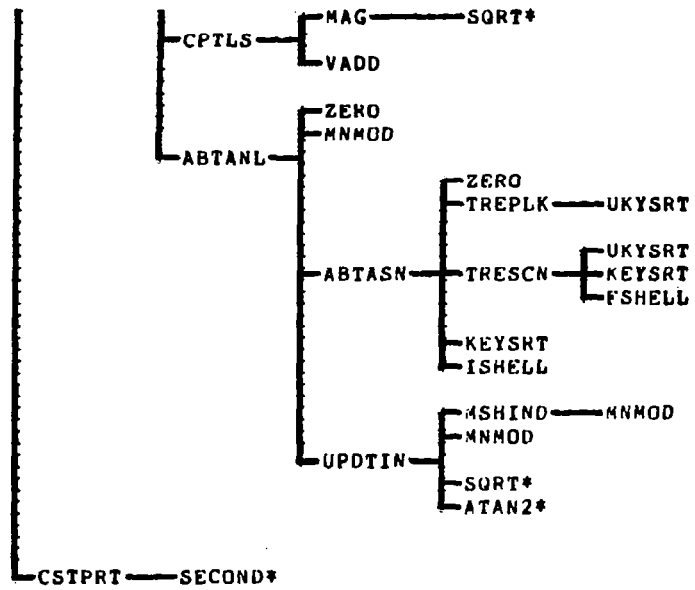 MAG SQRT*
CPTLS
VADD
ZERO
MNMOD
ABTANL
ZERO
TREPLK UKYSRT
UKYSRT
ABTASN TRESCN KEYSRT
FSHELL
KEYSRT
ISHELL
MSHIND MNMOD
MNMOD
UPDTIN
SQRT*
ATAN2*
CSTPRT SECOND*